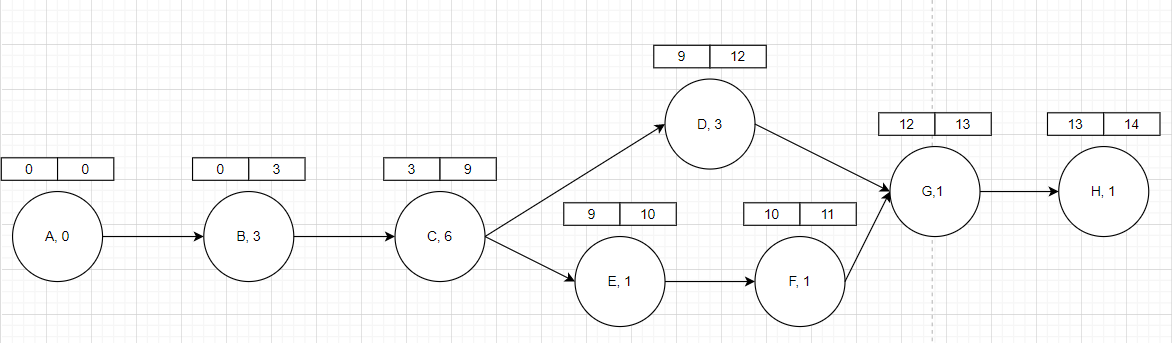 9 12
D, 3
12 13
13 14
0 0
0 3
3 9
G,1
H, 1
9 10
10 11
A, 0
B, 3
C, 6
E, 1
F, 1